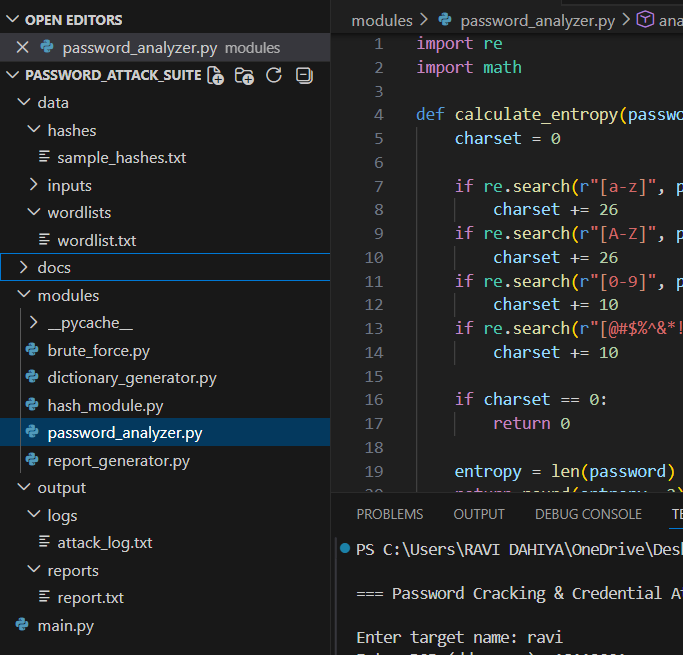 OPEN EDITORS
password_analyzer.py modules
PASSWORD_ATTACK_SUITE
data
hashes
sample_hashes.txt
inputs
wordlists
wordlist.txt
docs
modules
__pycache__
brute_force.py
dictionary_generator.py
hash_module.py
password_analyzer.py
report_generator.py
output
logs
attack_log.txt
reports
report.txt
main.py
modules > password_analyzer.py > ana
1 import re
2 import math
3
4 def calculate_entropy(passwo
5 charset = 0
6
7 if re.search(r"[a-z]", p
8 charset += 26
9 if re.search(r"[A-Z]", p
10 charset += 26
11 if re.search(r"[0-9]", p
12 charset += 10
13 if re.search(r"[@#$%^&*!
14 charset += 10
15
16 if charset == 0:
17 return 0
18
19 entropy = len(password)
PROBLEMS OUTPUT DEBUG CONSOLE TE
PS C:\Users\RAVI DAHIYA\OneDrive\Des
=== Password Cracking & Credential A
Enter target name: ravi